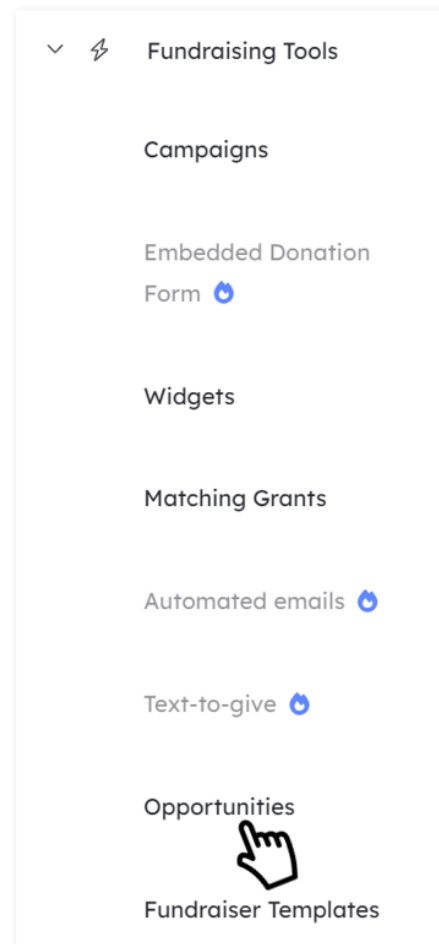 Fundraising Tools
Campaigns
Embedded Donation
Form
Widgets
Matching Grants
Automated emails
Text-to-give
Opportunities
Fundraiser Templates